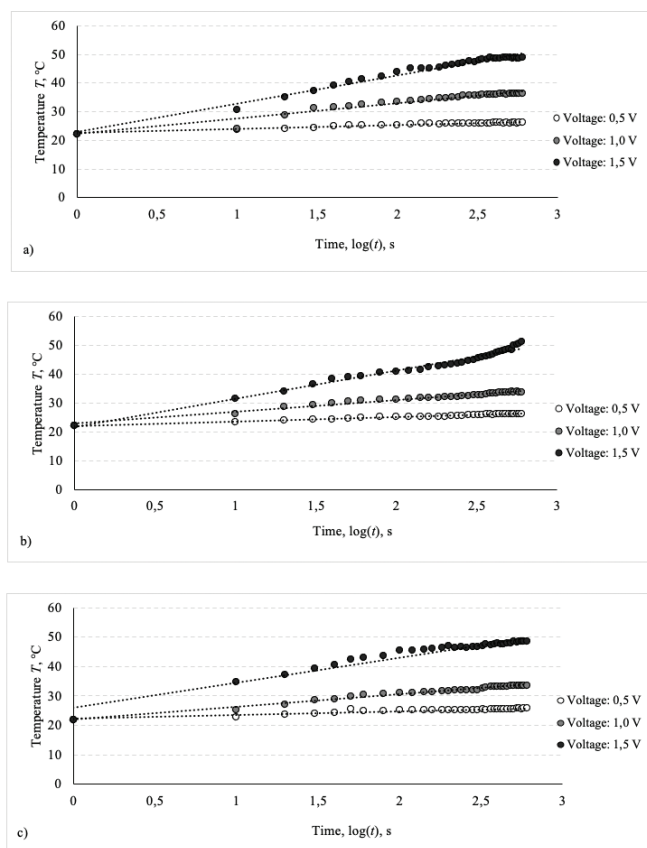 60
50
40
30
20
10
0
Temperature T, °C
0 0,5 1 1,5 2 2,5 3
Time, log(t), s
Voltage: 0,5 V
Voltage: 1,0 V
Voltage: 1,5 V
a)
60
50
40
30
20
10
0
Temperature T, °C
0 0,5 1 1,5 2 2,5 3
Time, log(t), s
Voltage: 0,5 V
Voltage: 1,0 V
Voltage: 1,5 V
b)
60
50
40
30
20
10
0
Temperature T, °C
0 0,5 1 1,5 2 2,5 3
Time, log(t), s
Voltage: 0,5 V
Voltage: 1,0 V
Voltage: 1,5 V
c)